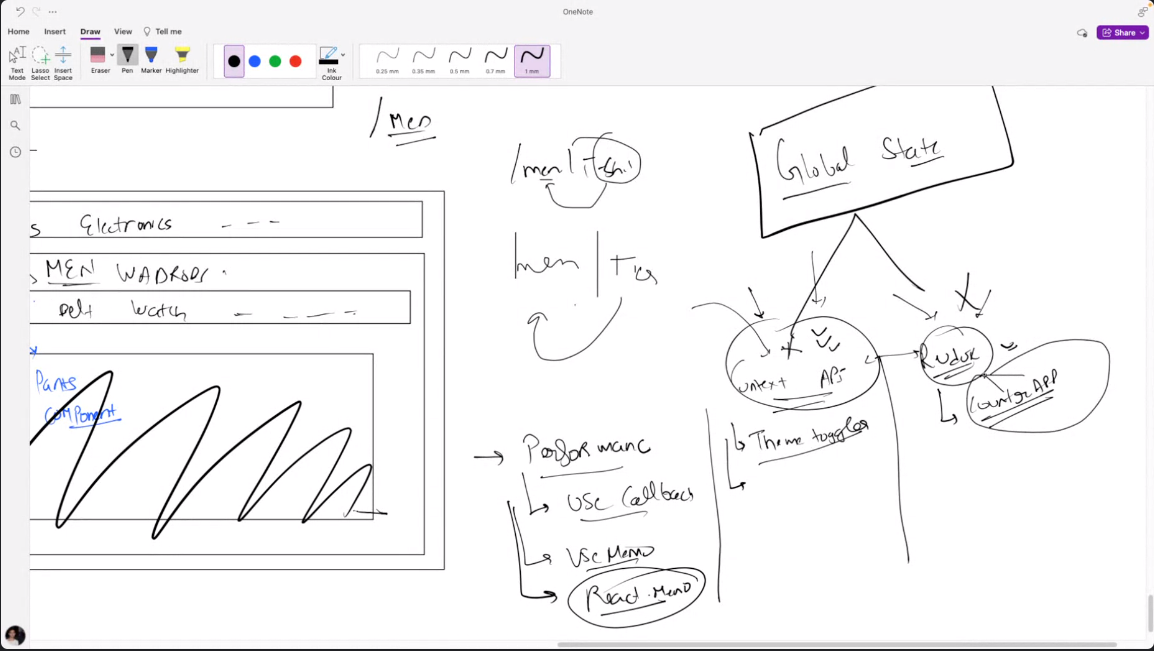 OneNote
Home Insert Draw View Tell me
Share
Text Mode
Lasso Select
Insert Space
Eraser
Pen
Marker
Highlighter
Ink Colour
0.25 mm
0.35 mm
0.5 mm
0.7 mm
1 mm
/Men
/men/T-shi
/men/T
Global State
s Electronics - - -
MEN WADROBS
Belt Watch - - - - -
Pants
Component
ontext API
Redux
Counter APP
Theme toggler
→ Performanc
Use Callback
Use Memo
React.Memo